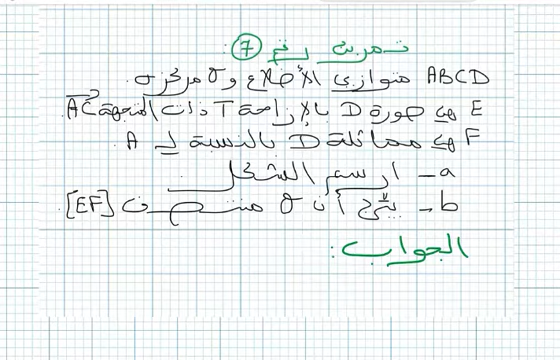 تمرين رقم 7
ABCD متوازي الأضلاع و O مركزه.
E هي صورة D بالإزاحة T ذات المتجهة AC
F هي مماثلة D بالنسبة لـ A
a- ارسم الشكل
b- بيّن أن O منتصف [EF]
الجواب: